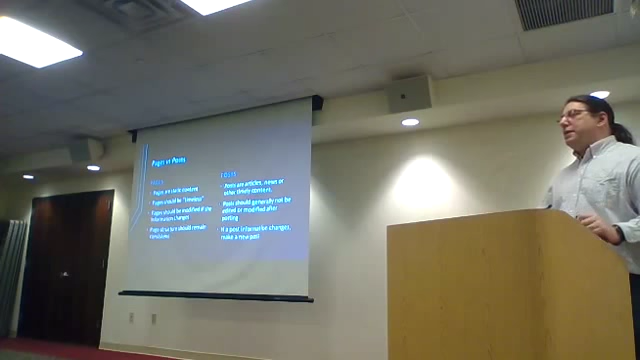 Pages vs Posts
Pages are static content
Pages should be "timeless"
Pages should be modified if the
information changes
Page structure should remain
POSTS
Posts are articles, news or
other timely content.
Posts should generally not be
edited or modified after
posting
If a post information changes,
make a new post